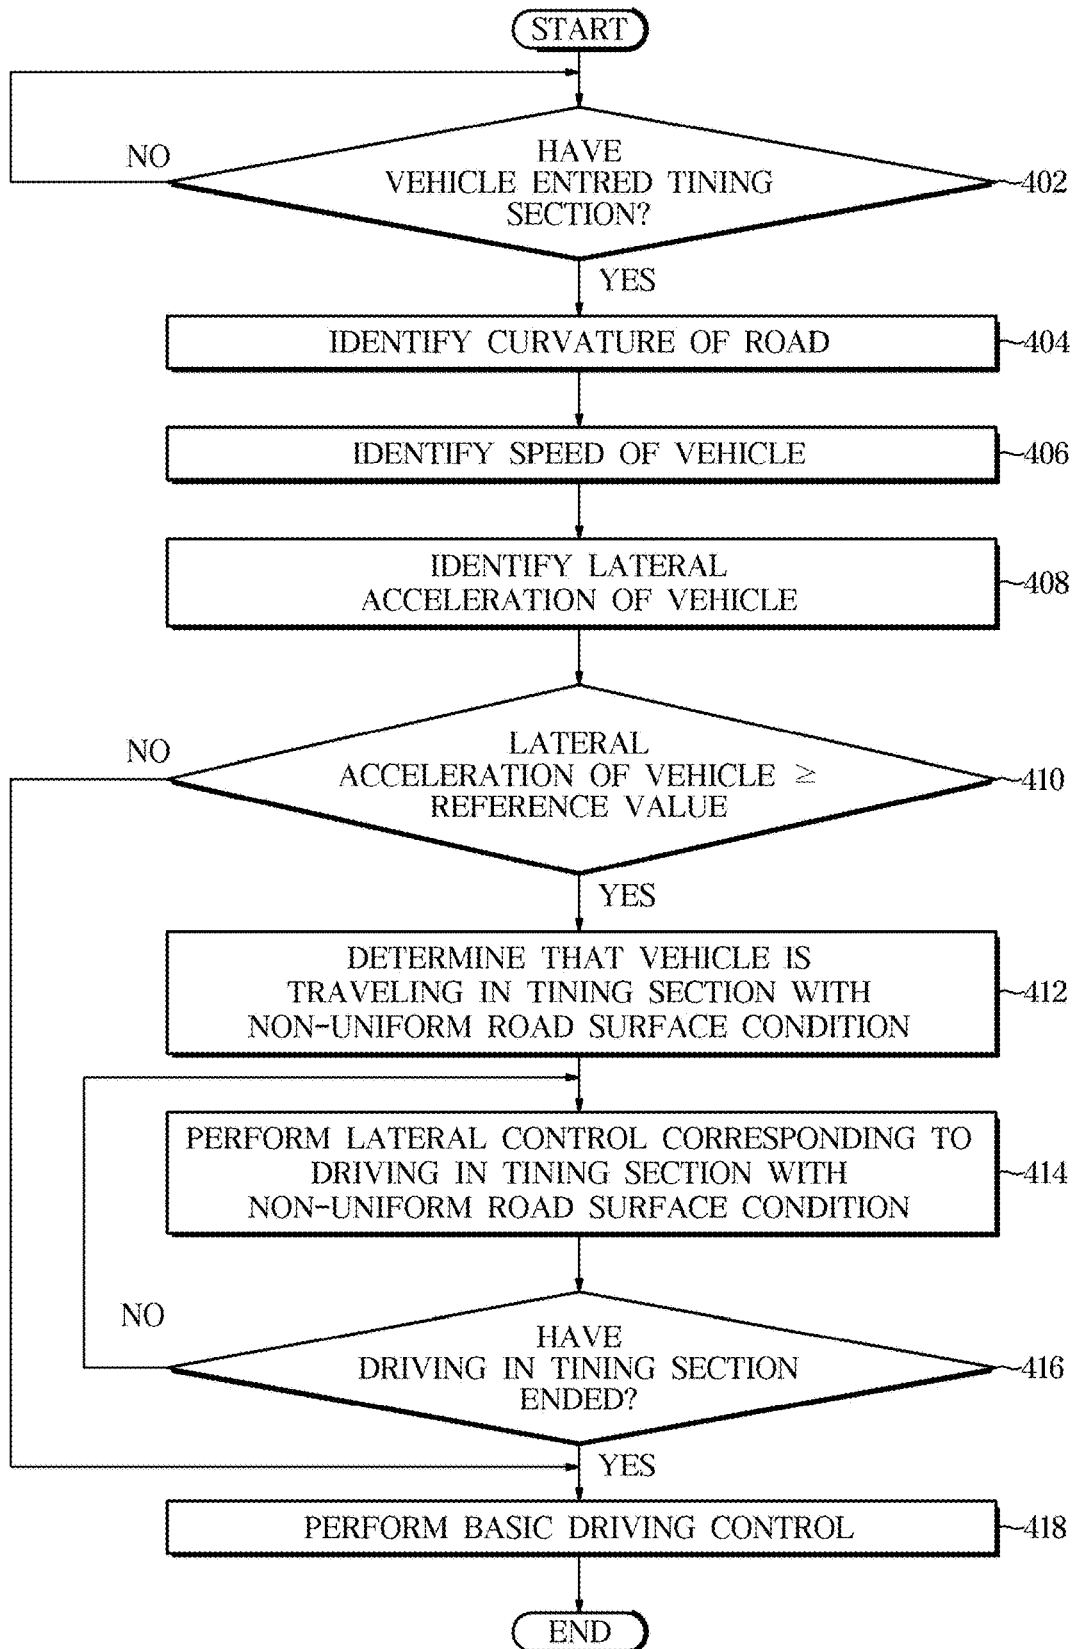 START
NO
HAVE
VEHICLE ENTRED TINING
SECTION?
402
YES
IDENTIFY CURVATURE OF ROAD
404
IDENTIFY SPEED OF VEHICLE
406
IDENTIFY LATERAL
ACCELERATION OF VEHICLE
408
NO
LATERAL
ACCELERATION OF VEHICLE ≥
REFERENCE VALUE
410
YES
DETERMINE THAT VEHICLE IS
TRAVELING IN TINING SECTION WITH
NON-UNIFORM ROAD SURFACE CONDITION
412
PERFORM LATERAL CONTROL CORRESPONDING TO
DRIVING IN TINING SECTION WITH
NON-UNIFORM ROAD SURFACE CONDITION
414
NO
HAVE
DRIVING IN TINING SECTION
ENDED?
416
YES
PERFORM BASIC DRIVING CONTROL
418
END